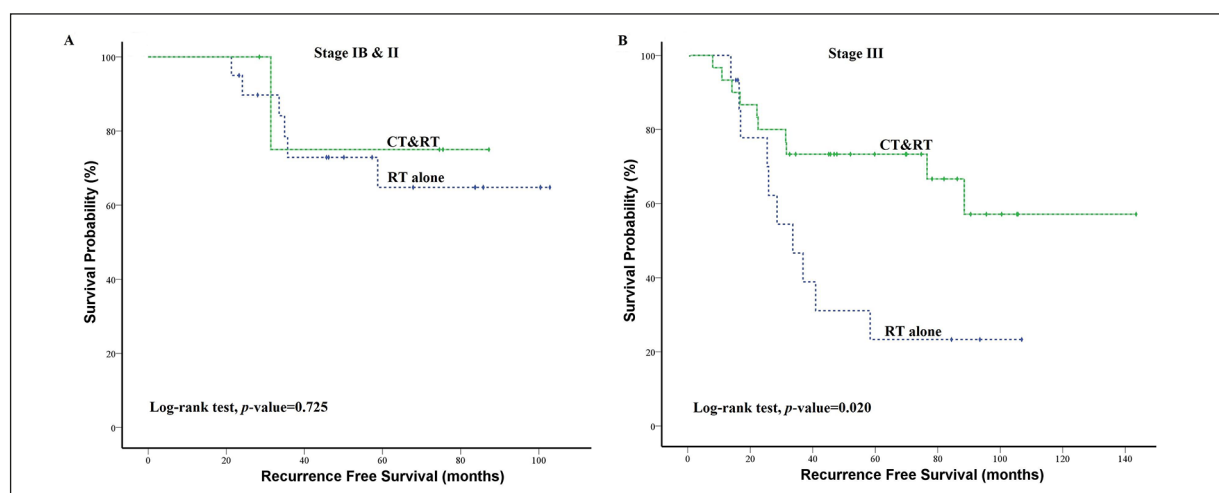 A
Stage IB & II
Survival Probability (%)
100
80
60
40
20
0
CT&RT
RT alone
Log-rank test, p-value=0.725
0 20 40 60 80 100
Recurrence Free Survival (months)
B
Stage III
Survival Probability (%)
100
80
60
40
20
0
CT&RT
RT alone
Log-rank test, p-value=0.020
0 20 40 60 80 100 120 140
Recurrence Free Survival (months)